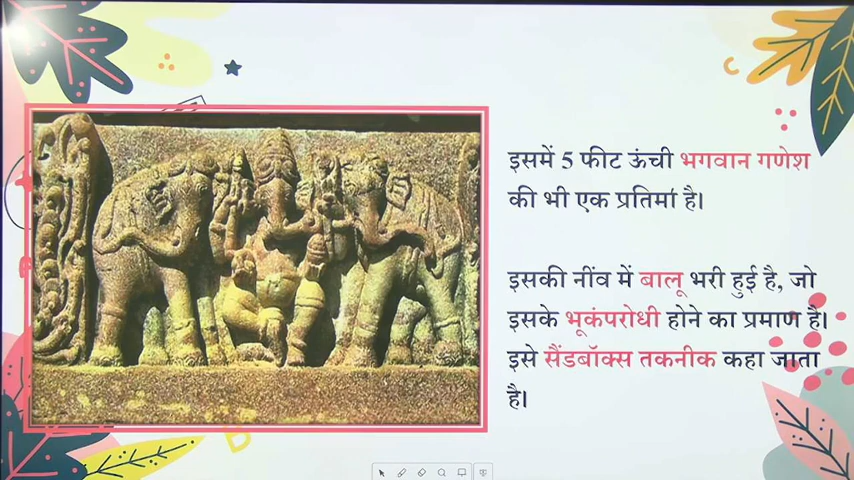 इसमें 5 फीट ऊंची भगवान गणेश
की भी एक प्रतिमा है।
इसकी नींव में बालू भरी हुई है, जो
इसके भूकंपरोधी होने का प्रमाण है।
इसे सैंडबॉक्स तकनीक कहा जाता
है।